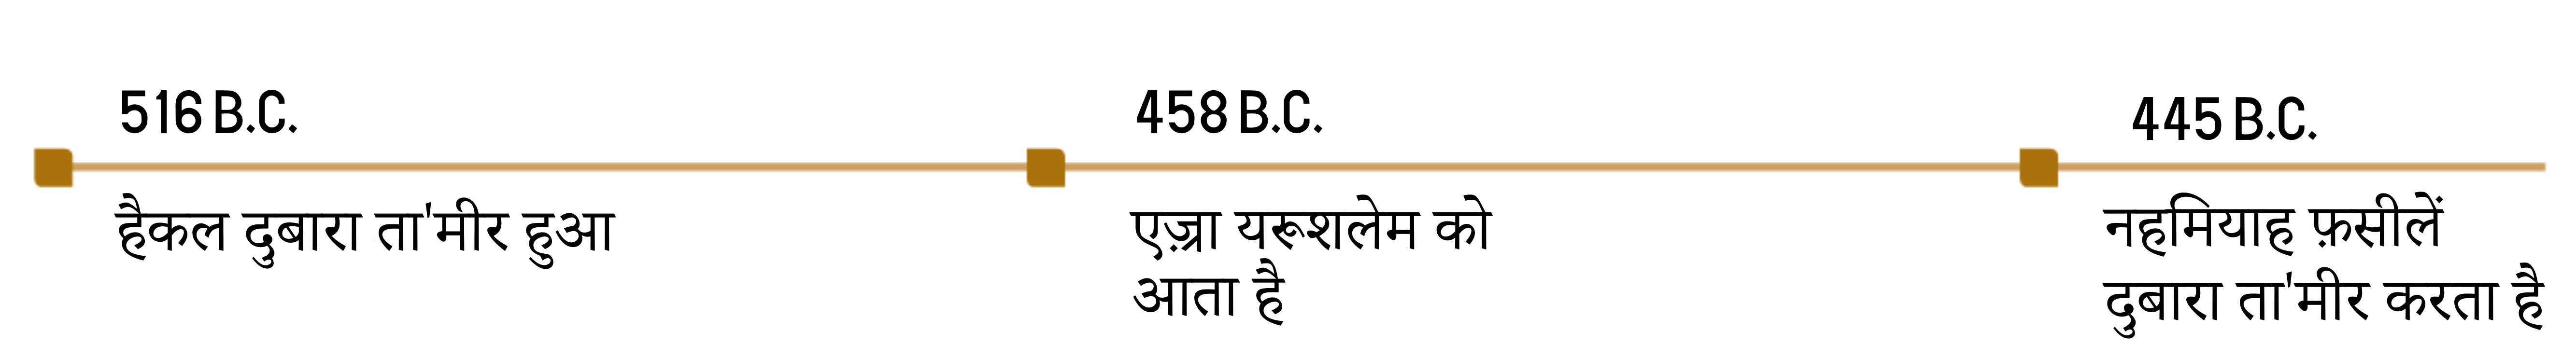 516 B.C.
हैकल दुबारा ता'मीर हुआ
458 B.C.
एज़्रा यरूशलेम को
आता है
445 B.C.
नहमियाह फ़सीलें
दुबारा ता'मीर करता है